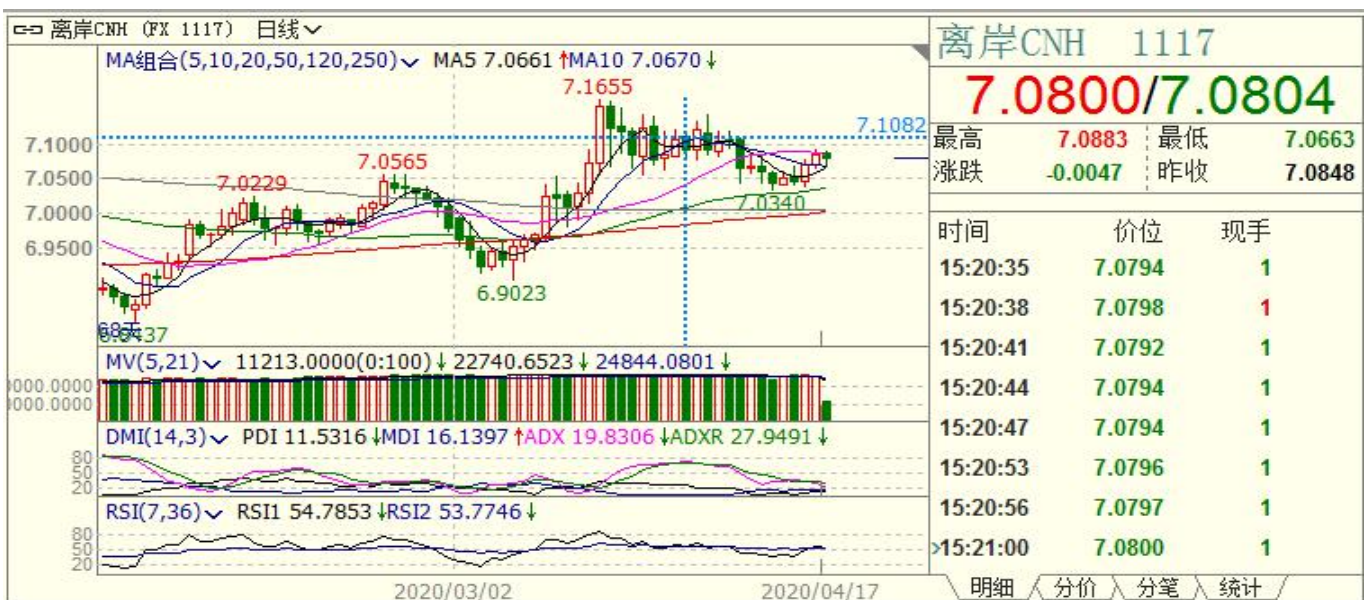 离岸CNH (FX 1117) 日线
MA组合(5,10,20,50,120,250) MA5 7.0661 ↑MA10 7.0670↓
7.1655
7.1082
7.1000
7.0565
7.0500
7.0229
7.0340
7.0000
6.9500
6.9023
68天
MV(5,21) 11213.0000(0:100)↓ 22740.6523↓ 24844.0801↓
DMI(14,3) PDI 11.5316 ↓MDI 16.1397 ↑ADX 19.8306 ↓ADXR 27.9491↓
80
50
20
RSI(7,36) RSI1 54.7853 ↓RSI2 53.7746↓
80
50
20
2020/03/02 2020/04/17
离岸CNH 1117
7.0800/7.0804
最高 7.0883 最低 7.0663
涨跌 -0.0047 昨收 7.0848
时间 价位 现手
15:20:35 7.0794 1
15:20:38 7.0798 1
15:20:41 7.0792 1
15:20:44 7.0794 1
15:20:47 7.0794 1
15:20:53 7.0796 1
15:20:56 7.0797 1
15:21:00 7.0800 1
明细 分价 分笔 统计